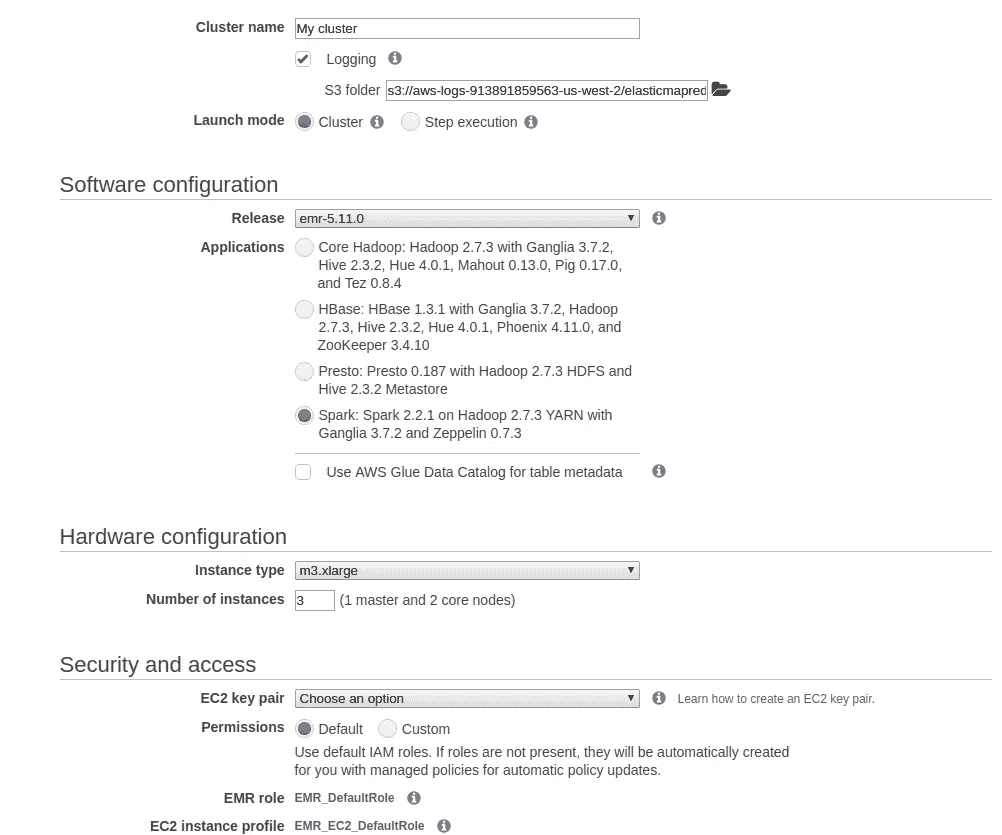 Cluster name My cluster
Logging
S3 folder s3://aws-logs-913891859563-us-west-2/elasticmapred
Launch mode Cluster Step execution
Software configuration
Release emr-5.11.0
Applications Core Hadoop: Hadoop 2.7.3 with Ganglia 3.7.2,
Hive 2.3.2, Hue 4.0.1, Mahout 0.13.0, Pig 0.17.0,
and Tez 0.8.4
HBase: HBase 1.3.1 with Ganglia 3.7.2, Hadoop
2.7.3, Hive 2.3.2, Hue 4.0.1, Phoenix 4.11.0, and
ZooKeeper 3.4.10
Presto: Presto 0.187 with Hadoop 2.7.3 HDFS and
Hive 2.3.2 Metastore
Spark: Spark 2.2.1 on Hadoop 2.7.3 YARN with
Ganglia 3.7.2 and Zeppelin 0.7.3
Use AWS Glue Data Catalog for table metadata
Hardware configuration
Instance type m3.xlarge
Number of instances 3 (1 master and 2 core nodes)
Security and access
EC2 key pair Choose an option Learn how to create an EC2 key pair.
Permissions Default Custom
Use default IAM roles. If roles are not present, they will be automatically created
for you with managed policies for automatic policy updates.
EMR role EMR_DefaultRole
EC2 instance profile EMR_EC2_DefaultRole